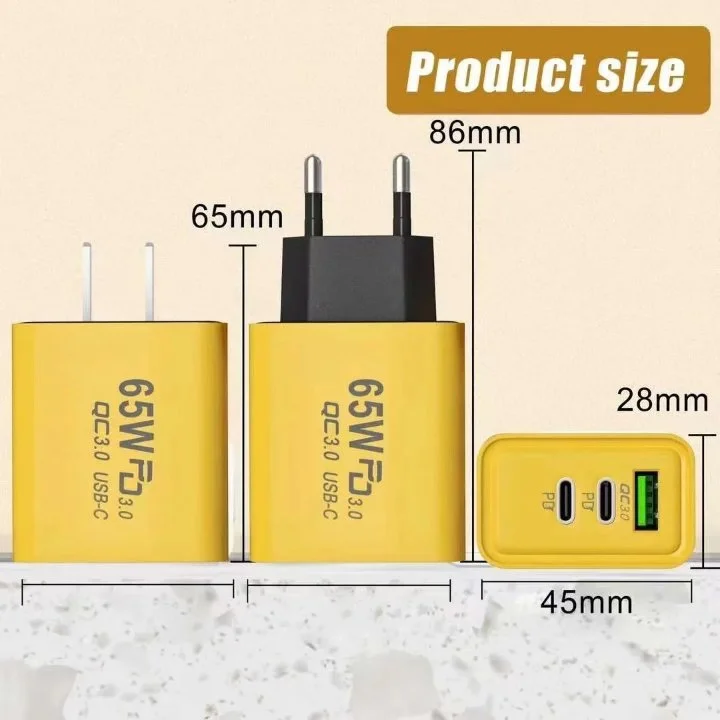 Product size
86mm
65mm
65W PD 3.0
QC3.0 USB-C
65W PD 3.0
QC3.0 USB-C
28mm
PD
PD
QC3.0
45mm